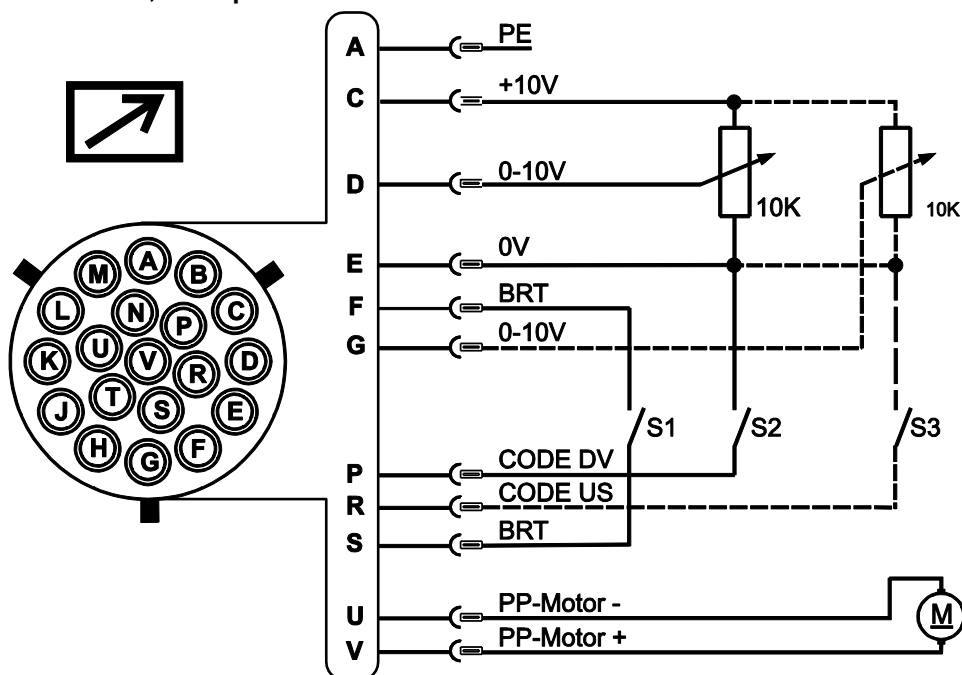 A PE
C +10V
D 0-10V
10K
10K
E 0V
F BRT
G 0-10V
S1
S2
S3
P CODE DV
R CODE US
S BRT
U PP-Motor -
V PP-Motor +
M
A
M
B
L
N
P
C
K
U
V
R
D
J
T
S
E
H
G
F